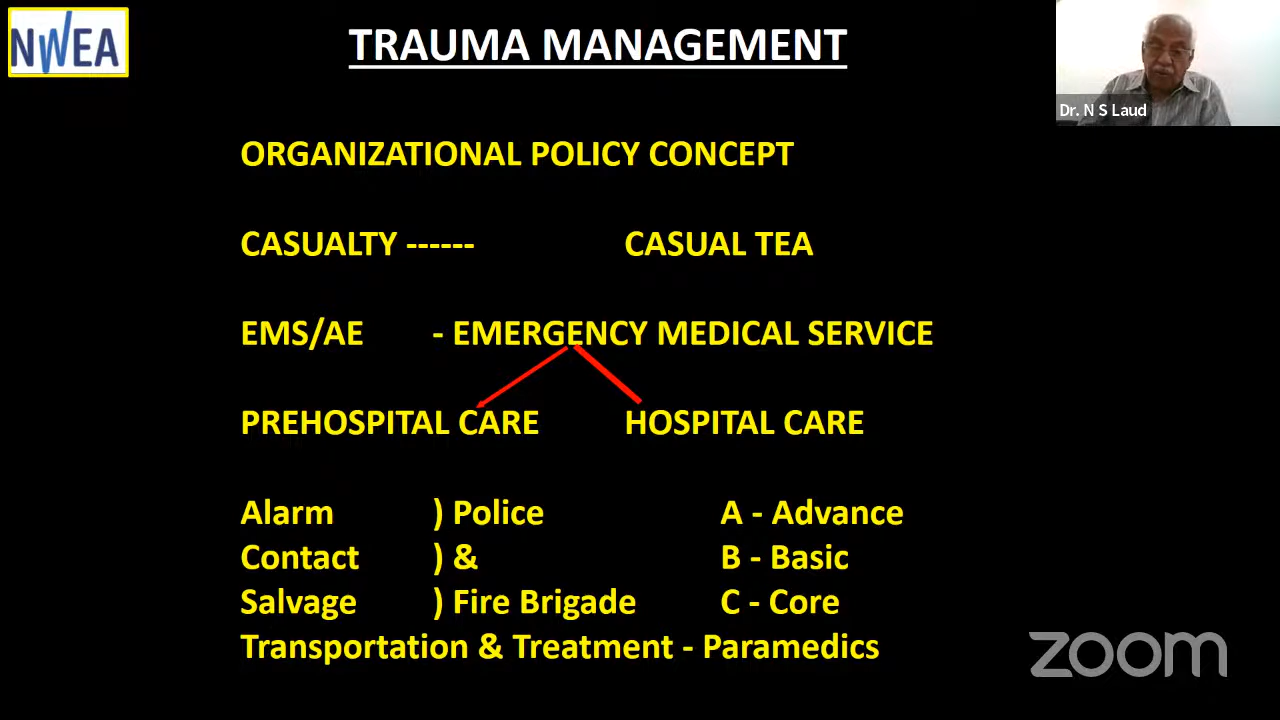 NWEA
TRAUMA MANAGEMENT
Dr. N S Laud
ORGANIZATIONAL POLICY CONCEPT
CASUALTY ------ CASUAL TEA
EMS/AE - EMERGENCY MEDICAL SERVICE
PREHOSPITAL CARE HOSPITAL CARE
Alarm ) Police A - Advance
Contact ) & B - Basic
Salvage ) Fire Brigade C - Core
Transportation & Treatment - Paramedics
zoom